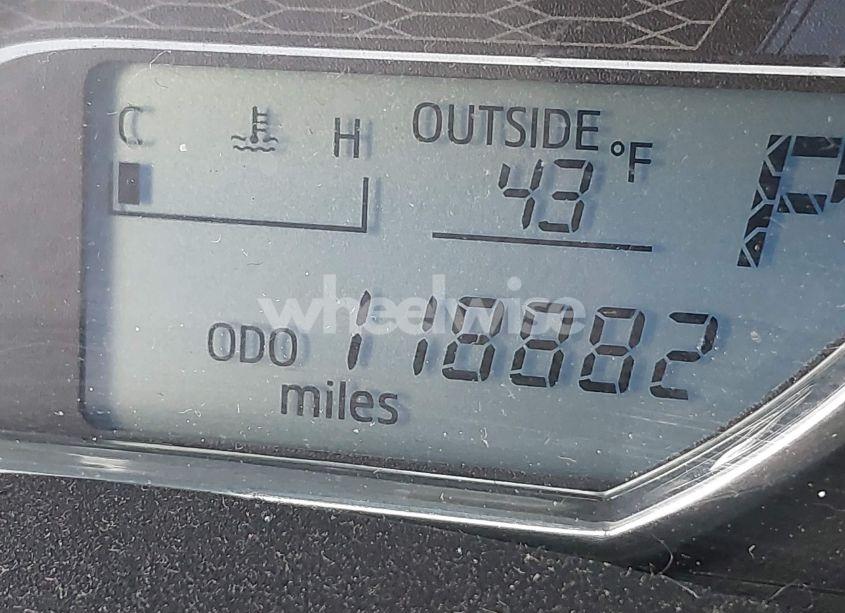 C H OUTSIDE
43 °F P
wheelwise
ODO 118882
miles